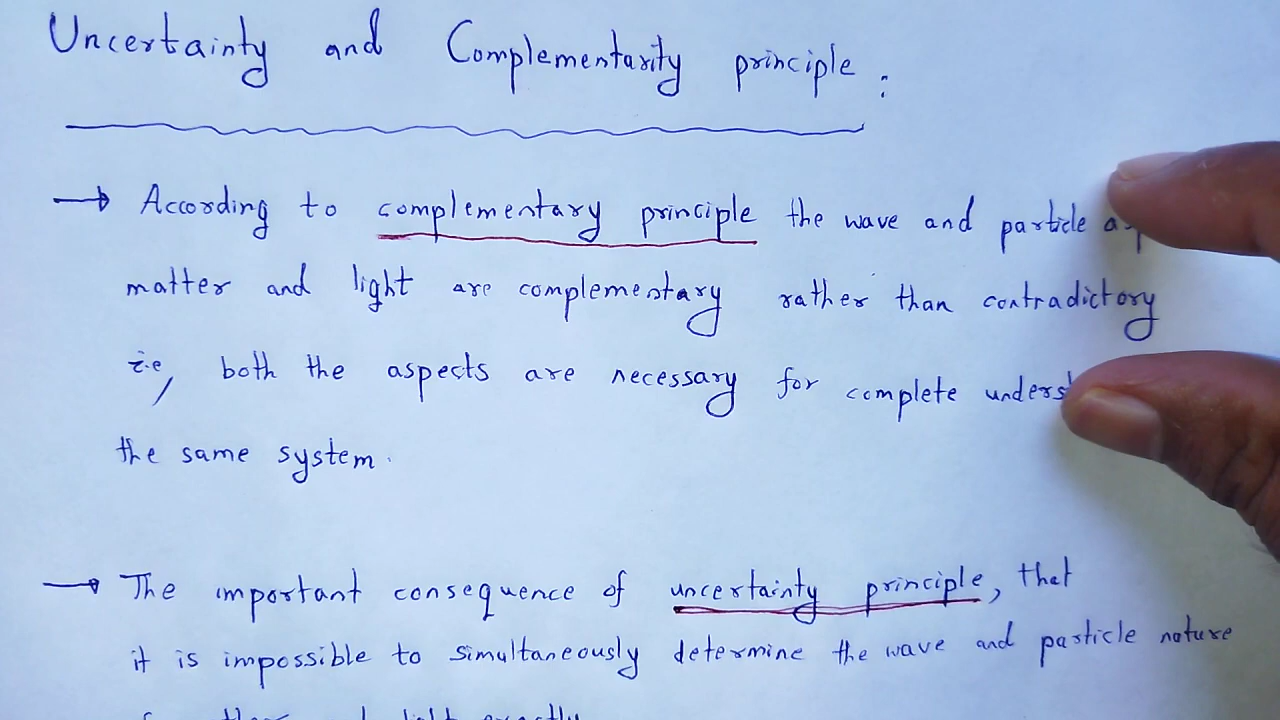 Uncertainty and Complementarity principle :
→ According to complementary principle the wave and particle
matter and light are complementary rather than contradictory
i.e, both the aspects are necessary for complete
the same system.
→ The important consequence of uncertainty principle, that
it is impossible to simultaneously determine the wave and particle nature